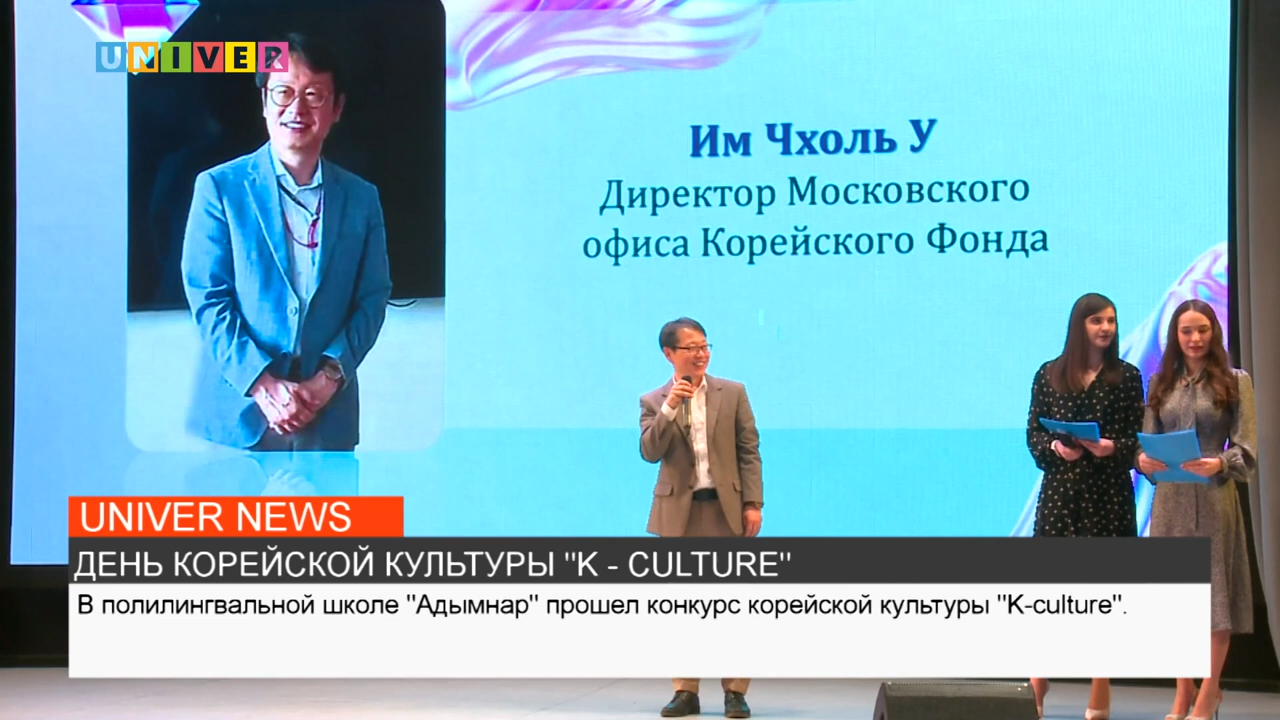 UNIVER
Им Чхоль У
Директор Московского
офиса Корейского Фонда
UNIVER NEWS
ДЕНЬ КОРЕЙСКОЙ КУЛЬТУРЫ "K - CULTURE"
В полилингвальной школе "Адымнар" прошел конкурс корейской культуры "K-culture".